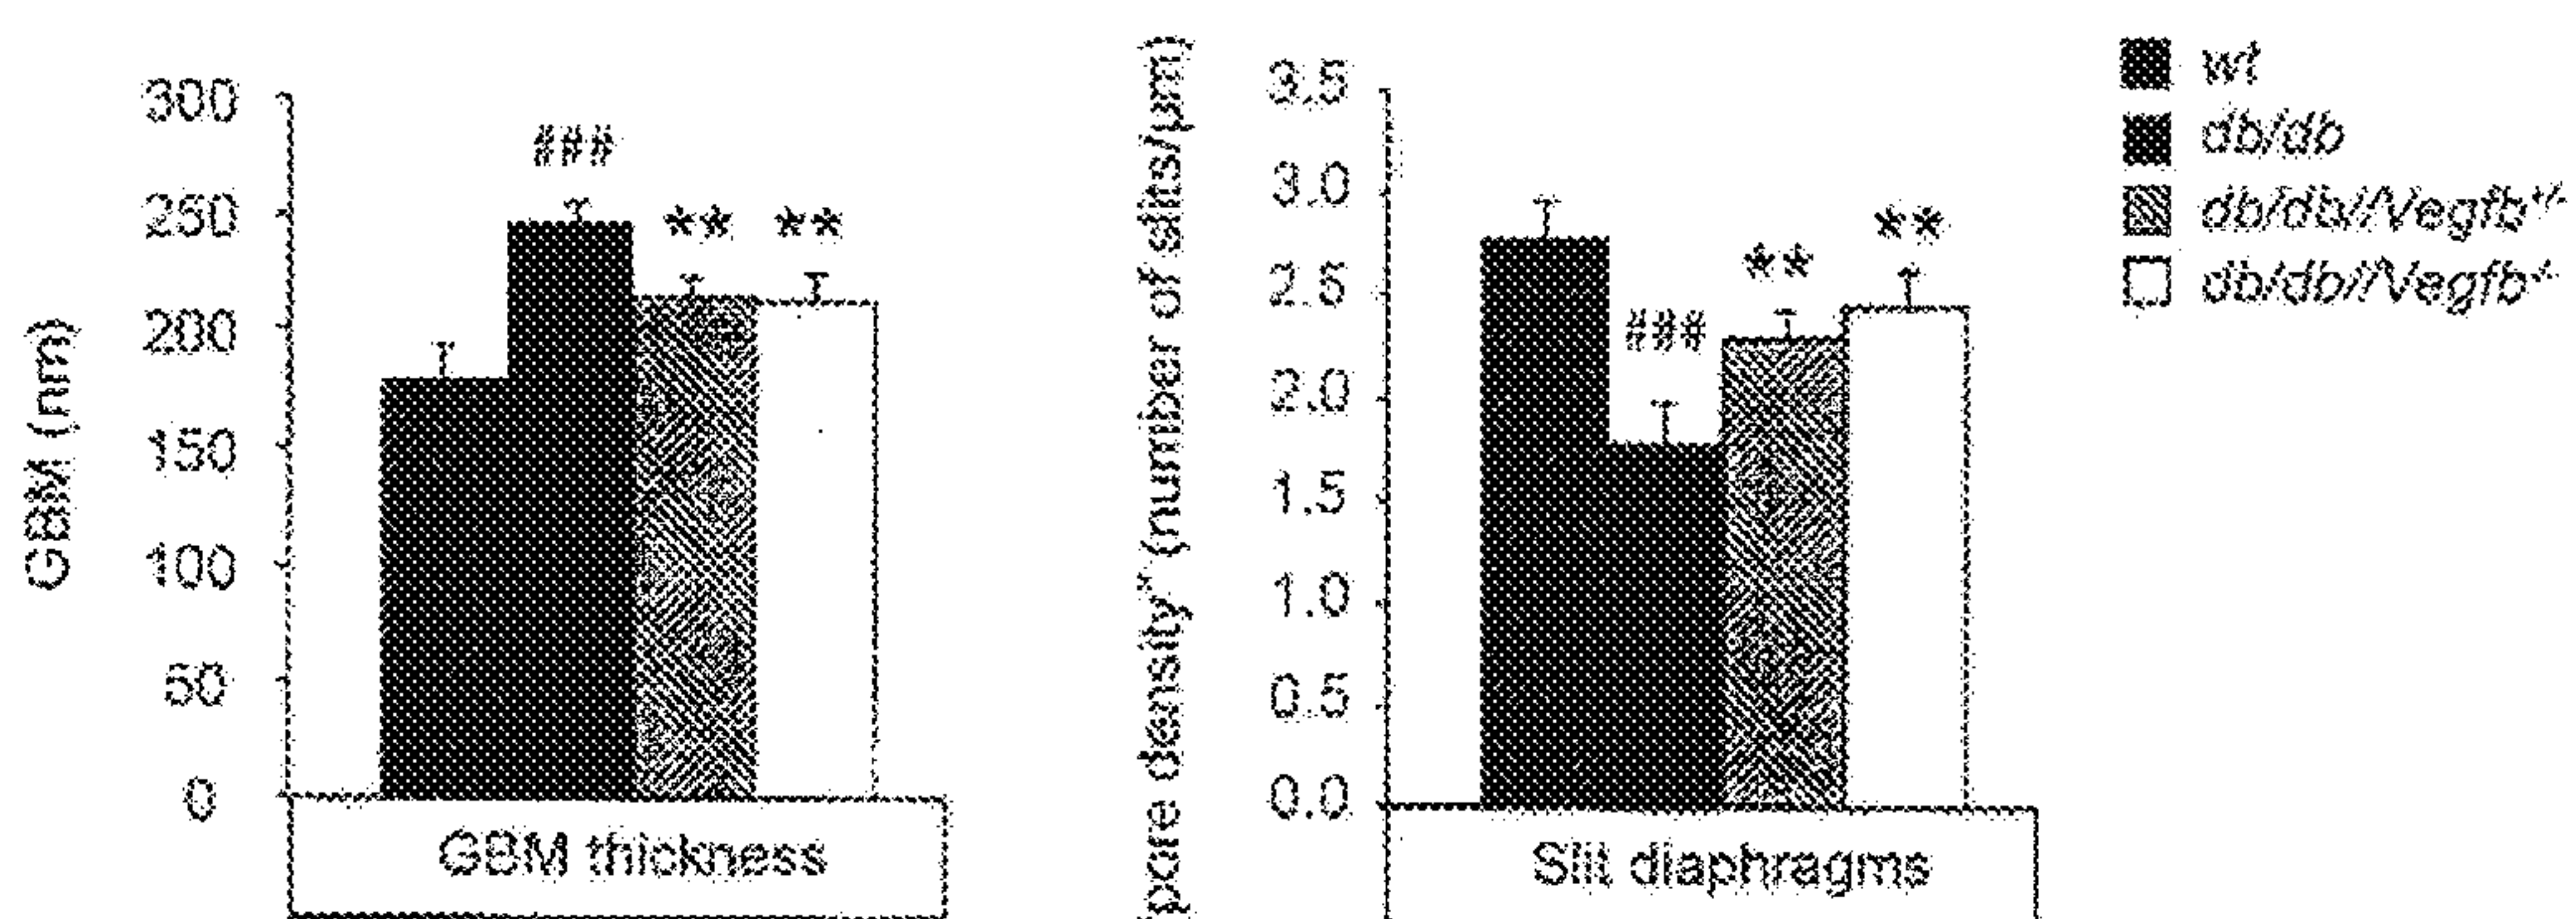 GBM (nm)
300
250
200
150
100
50
0
###
** **
GBM thickness
pore density" (number of slits/µm)
3.5
3.0
2.5
2.0
1.5
1.0
0.5
0.0
###
**
**
Slit diaphragms
wt
db/db
db/db//Vegfb+/-
db/db//Vegfb-/-